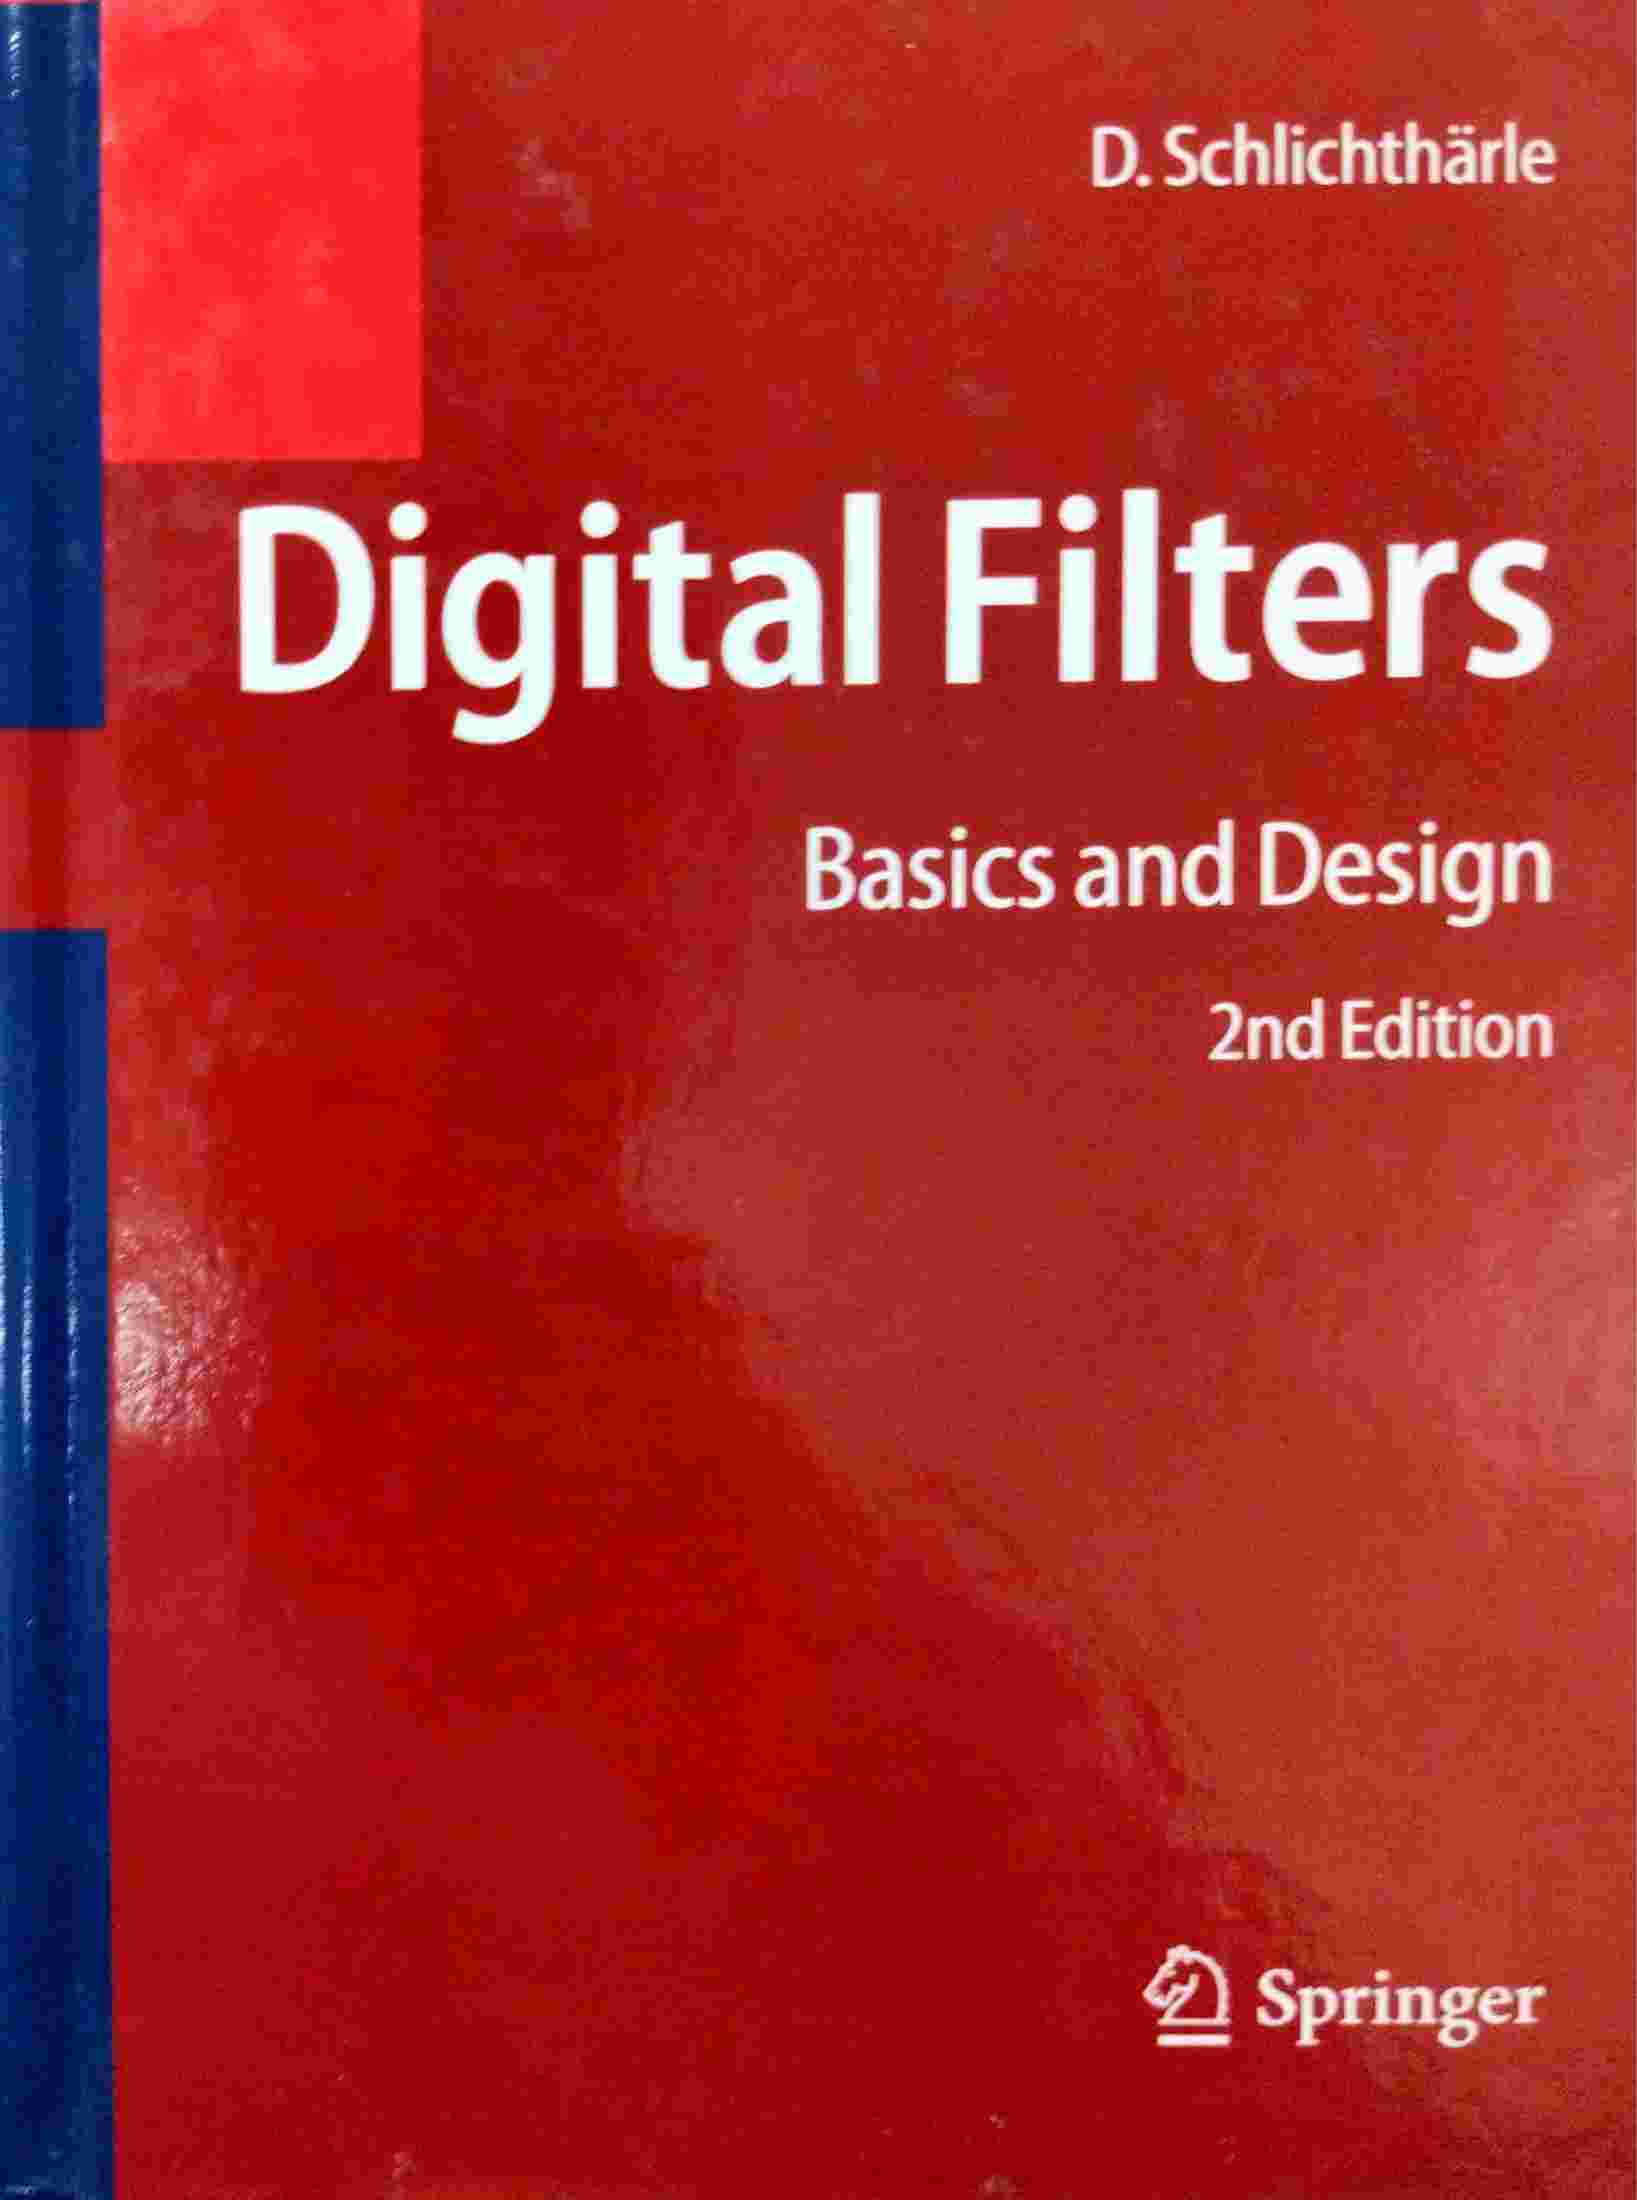 D. Schlichthärle
Digital Filters
Basics and Design
2nd Edition
Springer